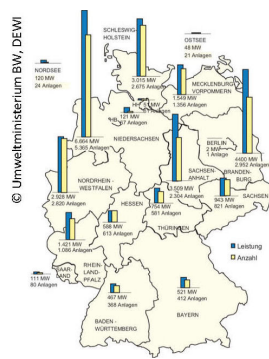 © Umweltministerium BW, DEWI
SCHLESWIG-
HOLSTEIN
OSTSEE
48 MW
21 Anlagen
NORDSEE
120 MW
24 Anlagen
3.015 MW
2.675 Anlagen
MECKLENBURG
VORPOMMERN
1.549 MW
1.356 Anlagen
121 MW
67 Anlagen
6.664 MW
5.365 Anlagen
NIEDERSACHSEN
BERLIN
2 MW
1 Anlage
4400 MW
2.952 Anlagen
NORDRHEIN -
WESTFALEN
2.928 MW
2.820 Anlagen
SACHSEN-
ANHALT
3.509 MW
2.304 Anlagen
BRANDEN-
BURG
943 MW
821 Anlagen
SACHSEN
754 MW
581 Anlagen
HESSEN
588 MW
613 Anlagen
THÜRINGEN
1.421 MW
1.080 Anlagen
RHEIN-
LAND-
PFALZ
Leistung
Anzahl
111 MW
80 Anlagen
SAAR-
LAND
467 MW
368 Anlagen
521 MW
412 Anlagen
BADEN -
WÜRTTEMBERG
BAYERN